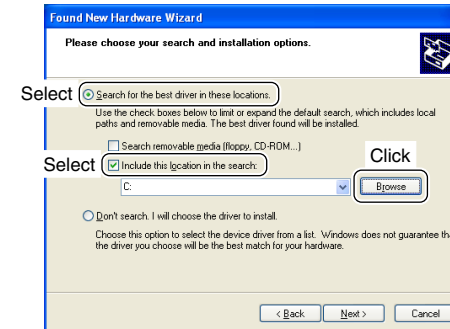 Found New Hardware Wizard
Please choose your search and installation options.
Select Search for the best driver in these locations.
Use the check boxes below to limit or expand the default search, which includes local
paths and removable media. The best driver found will be installed.
Search removable media (floppy, CD-ROM...)
Select Include this location in the search: Click
C: Browse
Don't search. I will choose the driver to install.
Choose this option to select the device driver from a list. Windows does not guarantee th
the driver you choose will be the best match for your hardware.
< Back Next > Cancel